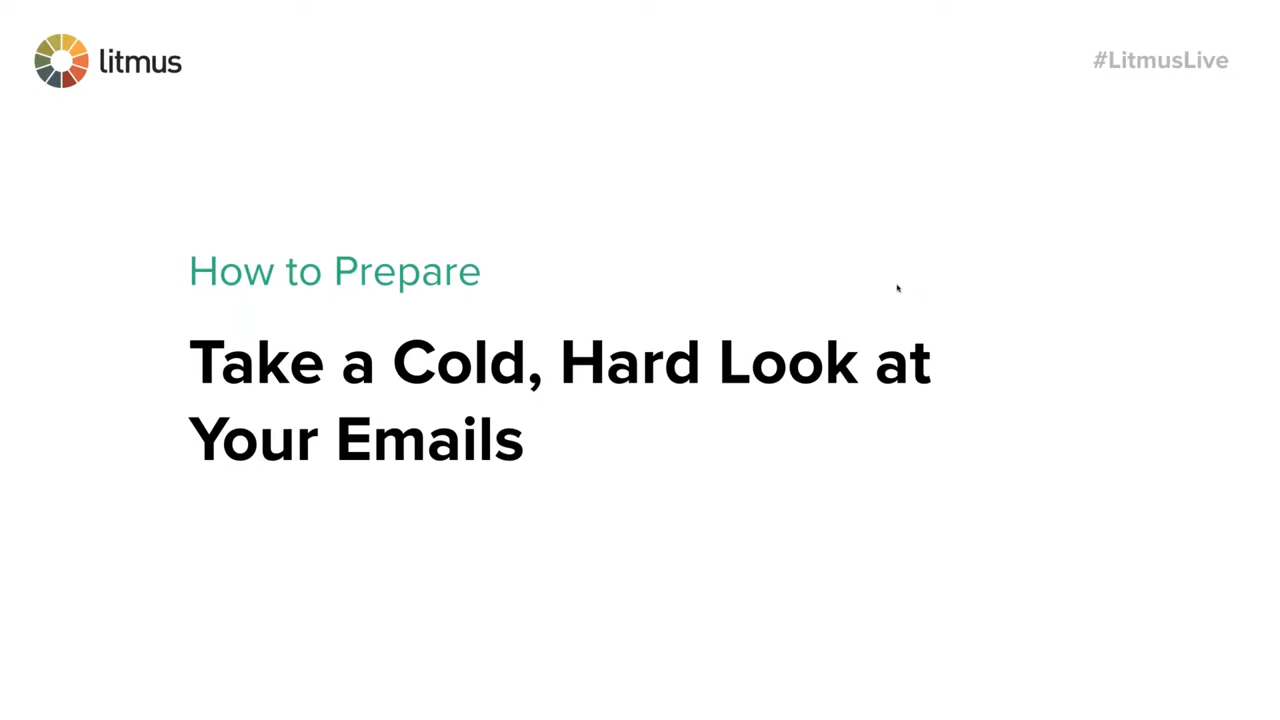 litmus
#LitmusLive
How to Prepare
Take a Cold, Hard Look at
Your Emails